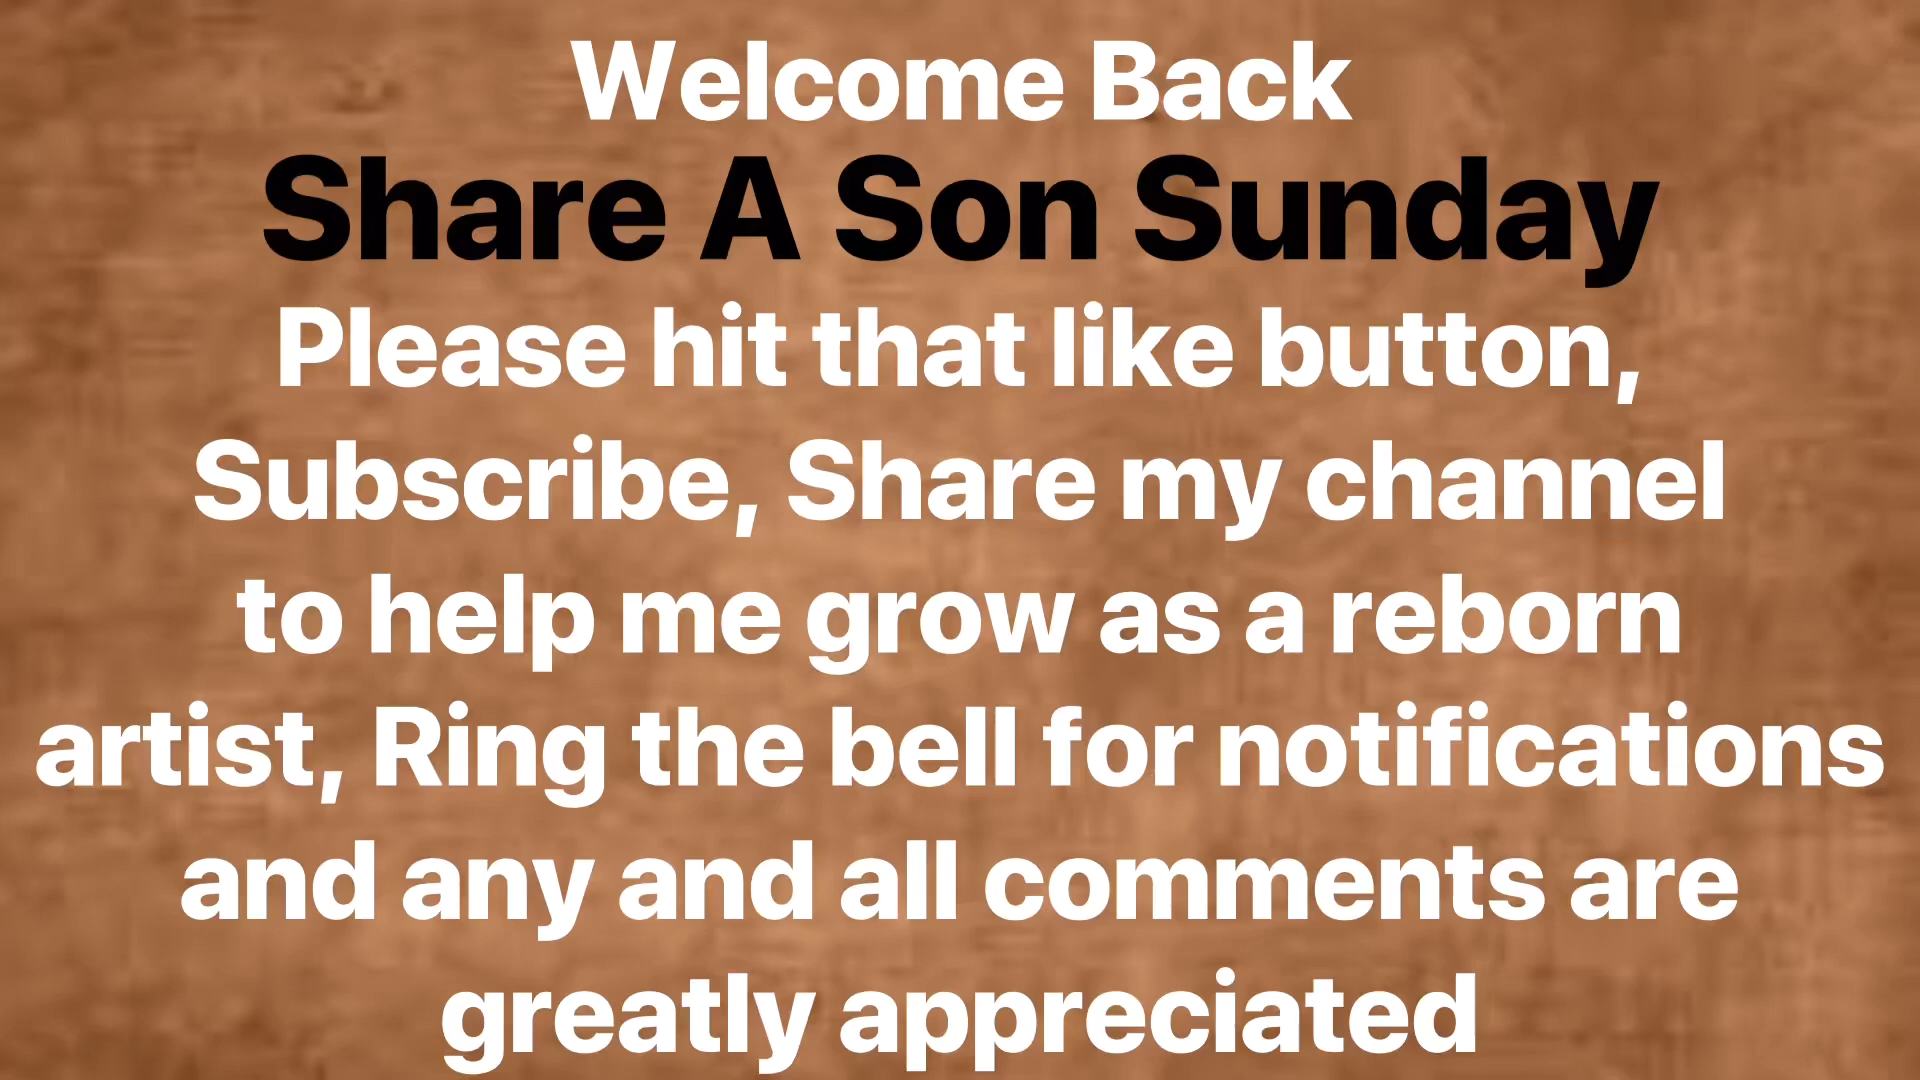 Welcome Back
Share A Son Sunday
Please hit that like button,
Subscribe, Share my channel
to help me grow as a reborn
artist, Ring the bell for notifications
and any and all comments are
greatly appreciated